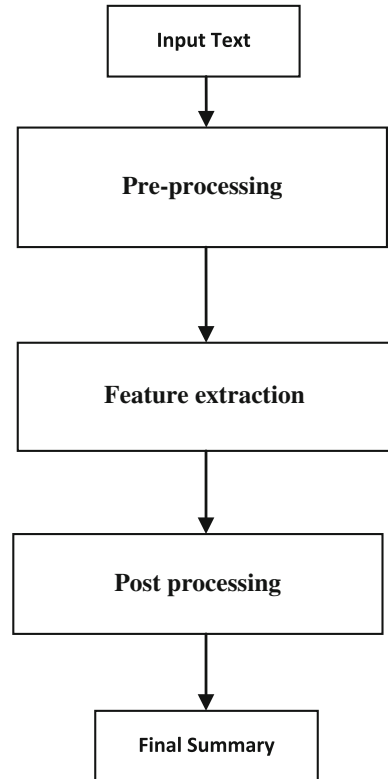 Input Text
Pre-processing
Feature extraction
Post processing
Final Summary